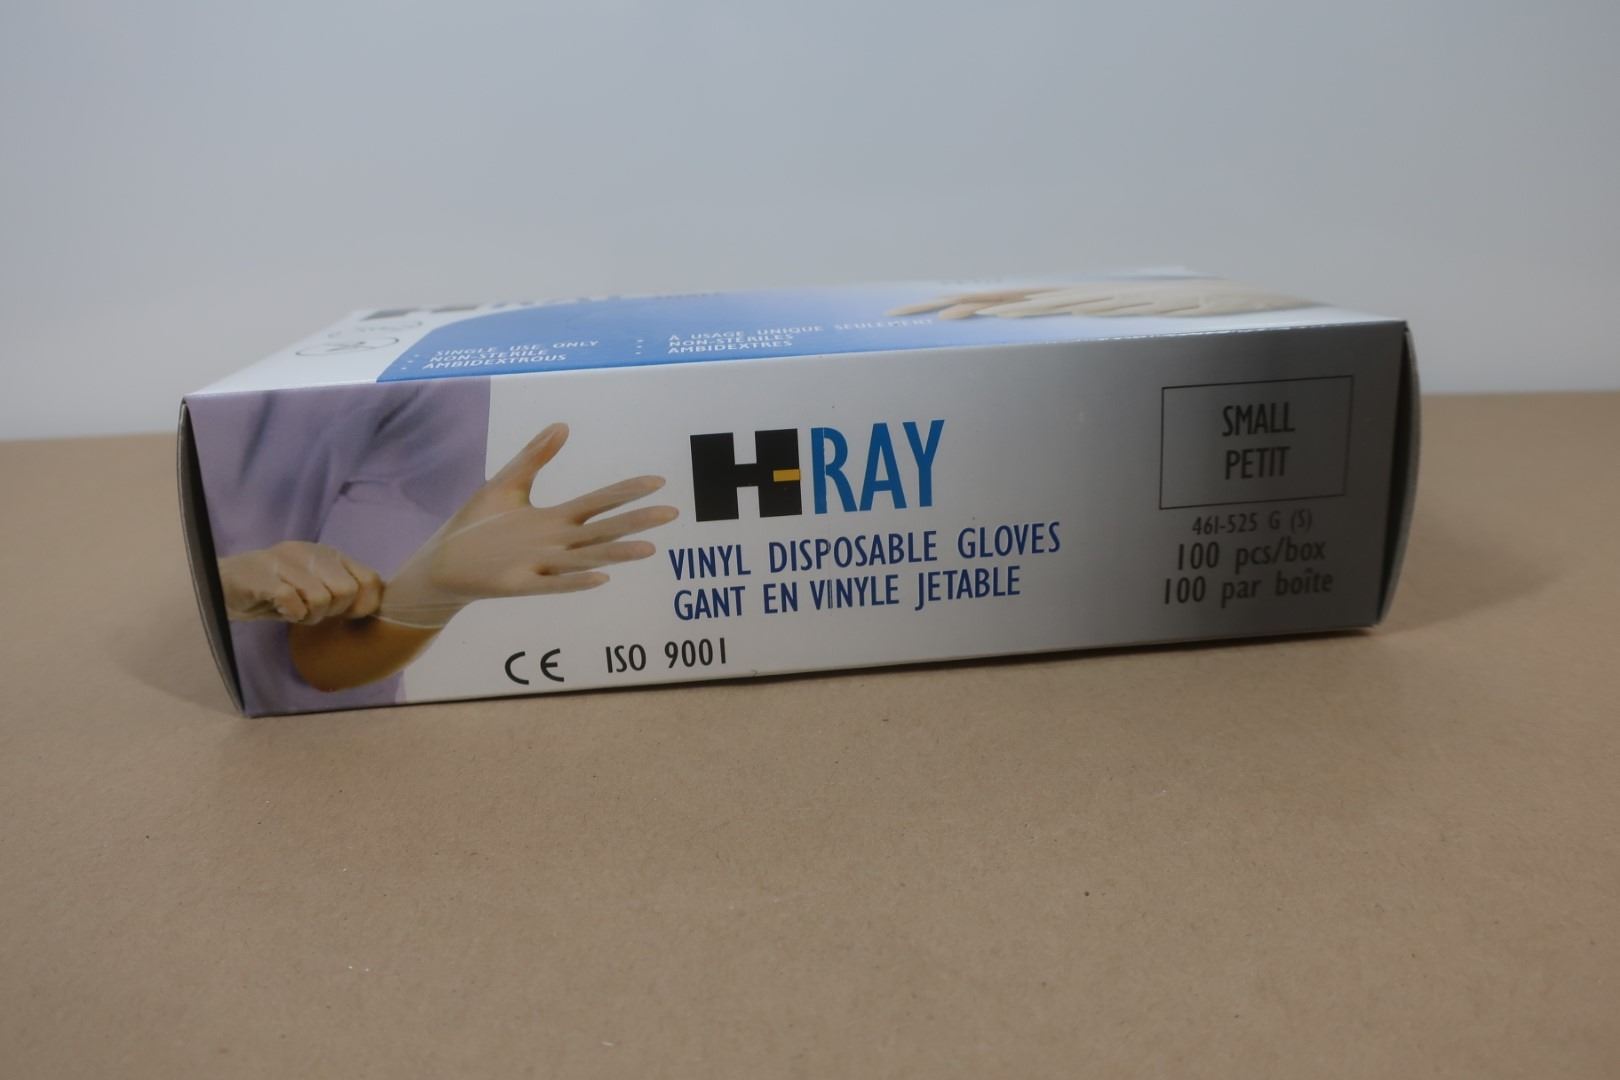 SINGLE USE ONLY
NON-STERILE
AMBIDEXTROUS
À USAGE UNIQUE SEULEMENT
NON-STÉRILES
AMBIDEXTRES
H-RAY
VINYL DISPOSABLE GLOVES
GANT EN VINYLE JETABLE
CE ISO 9001
SMALL
PETIT
461-525 G (S)
100 pcs/box
100 par boîte